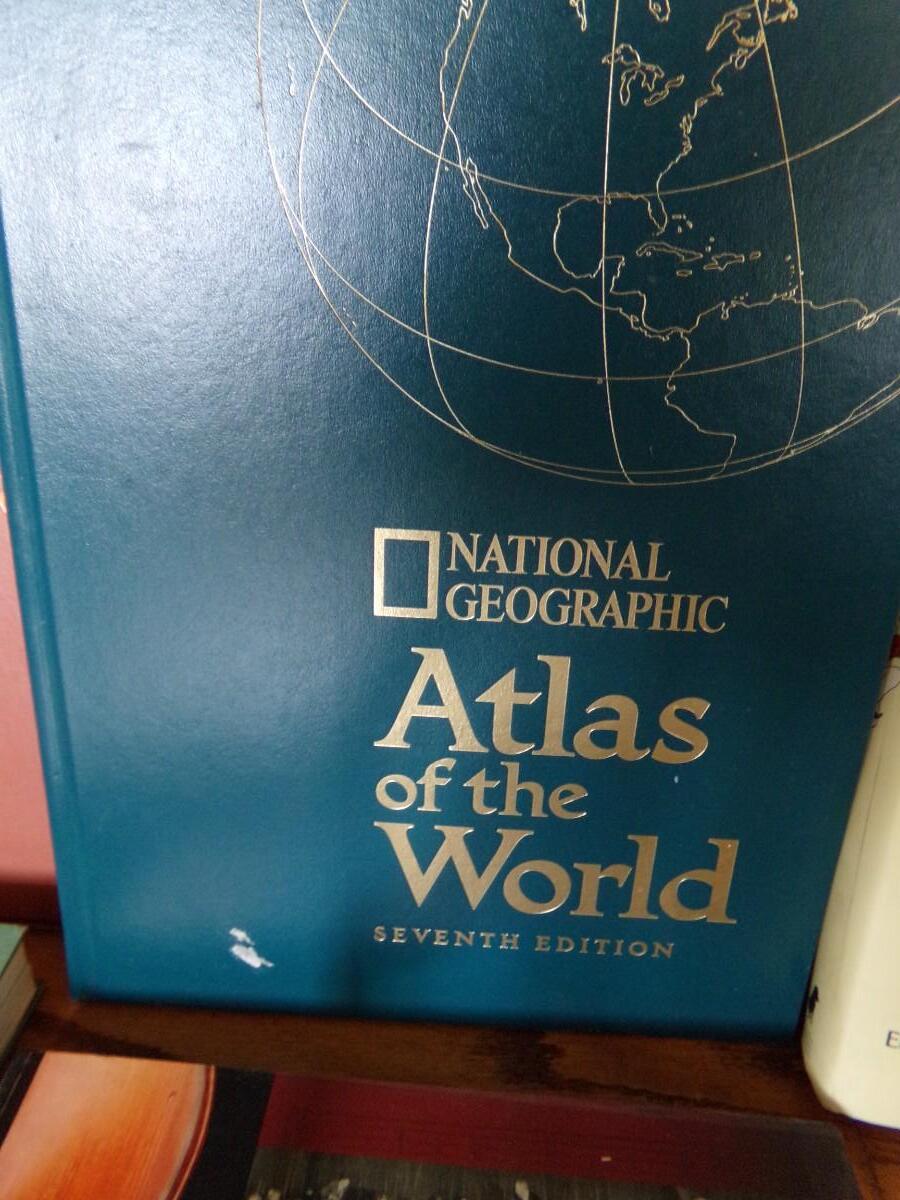 NATIONAL
GEOGRAPHIC
Atlas
of the
World
SEVENTH EDITION